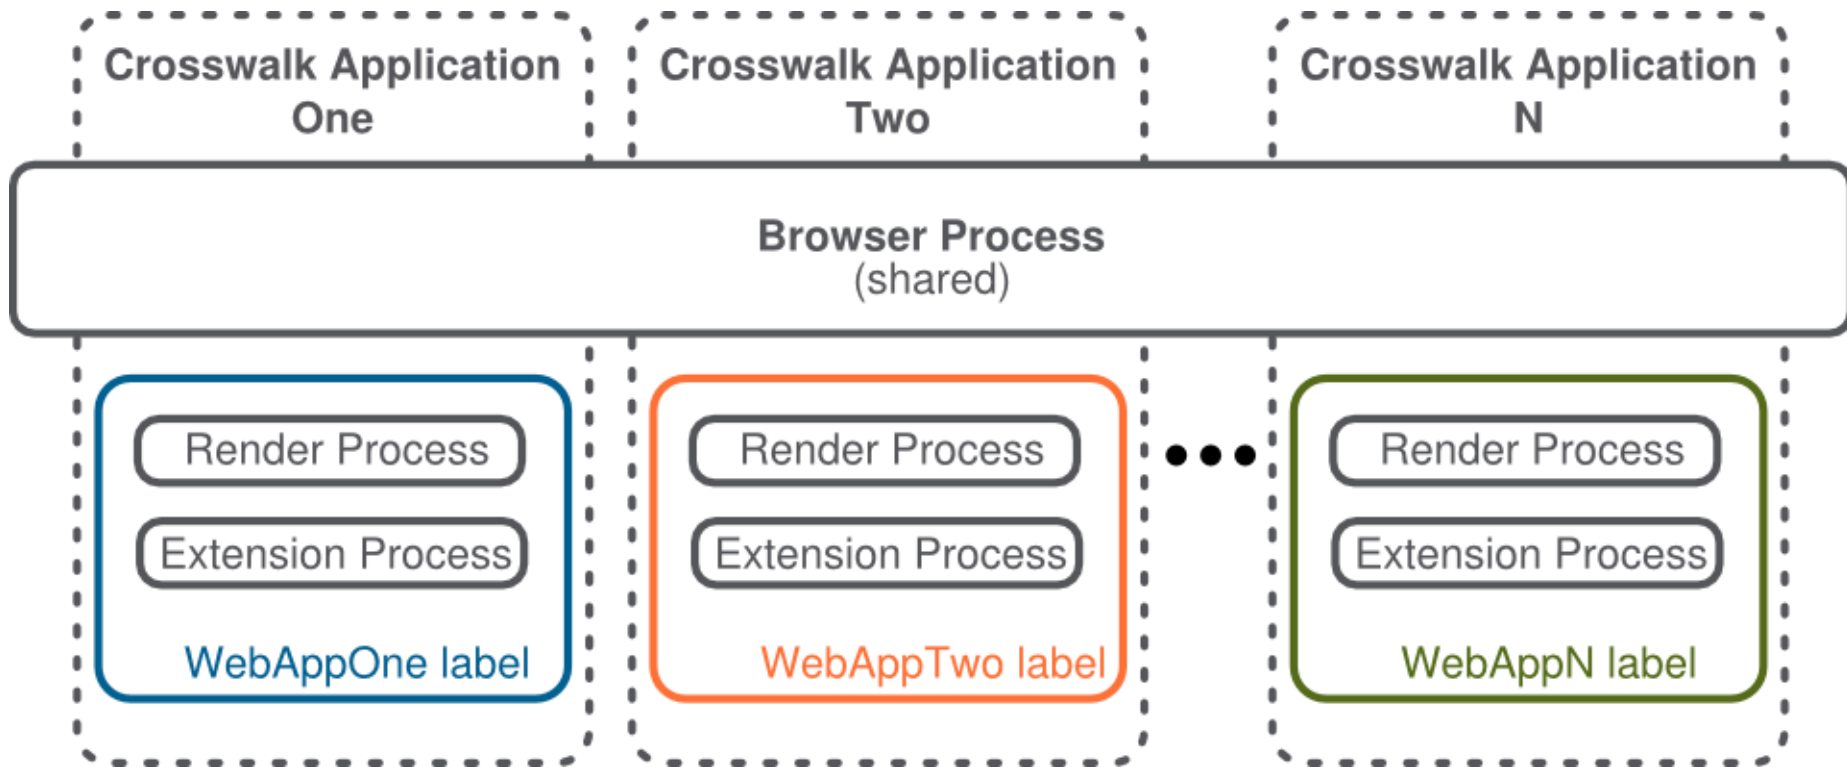 Crosswalk Application
One
Crosswalk Application
Two
Crosswalk Application
N
Browser Process
(shared)
Render Process
Extension Process
WebAppOne label
Render Process
Extension Process
WebAppTwo label
Render Process
Extension Process
WebAppN label